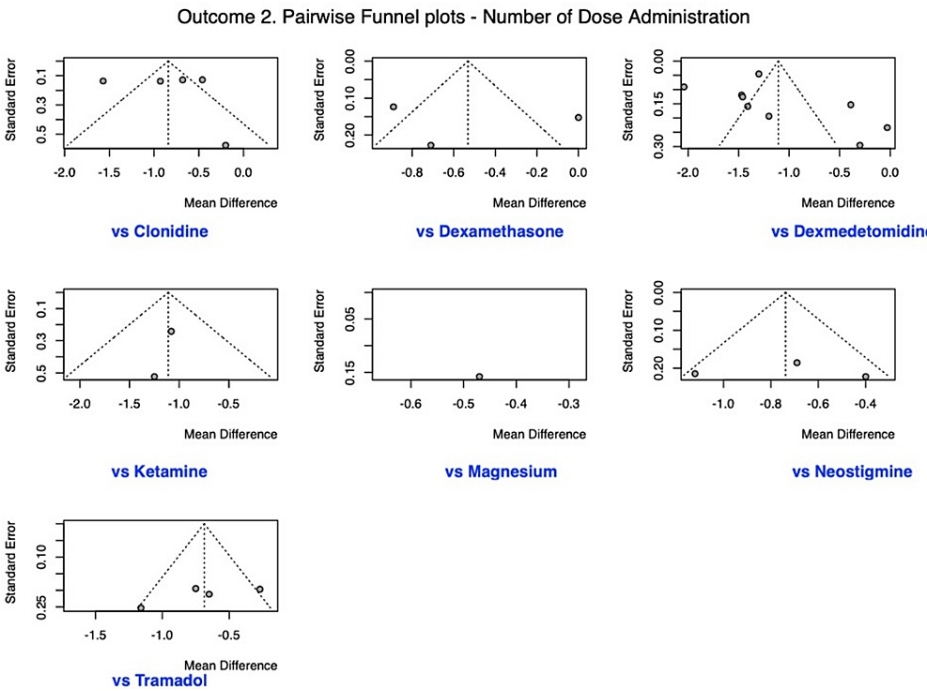 Outcome 2. Pairwise Funnel plots - Number of Dose Administration
Standard Error
0.1
0.3
0.5
-2.0 -1.5 -1.0 -0.5 0.0
Mean Difference
vs Clonidine
Standard Error
0.00
0.10
0.20
-0.8 -0.6 -0.4 -0.2 0.0
Mean Difference
vs Dexamethasone
Standard Error
0.00
0.15
0.30
-2.0 -1.5 -1.0 -0.5 0.0
Mean Difference
vs Dexmedetomidine
Standard Error
0.1
0.3
0.5
-2.0 -1.5 -1.0 -0.5
Mean Difference
vs Ketamine
Standard Error
0.05
0.15
-0.6 -0.5 -0.4 -0.3
Mean Difference
vs Magnesium
Standard Error
0.00
0.10
0.20
-1.0 -0.8 -0.6 -0.4
Mean Difference
vs Neostigmine
Standard Error
0.10
0.25
-1.5 -1.0 -0.5
Mean Difference
vs Tramadol